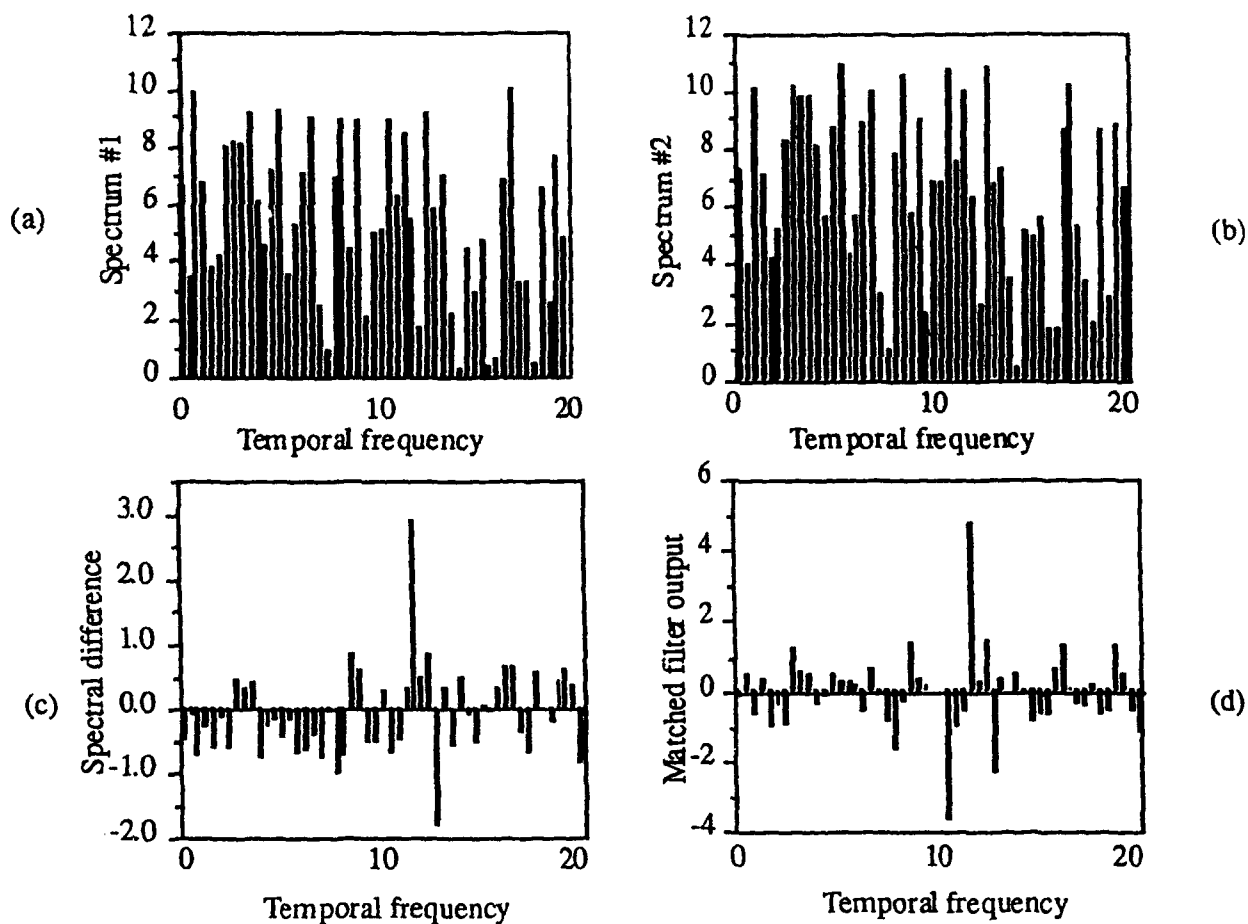 (a)
Spectrum #1
12
10
8
6
4
2
0
0 10 20
Temporal frequency
(b)
Spectrum #2
12
10
8
6
4
2
0
0 10 20
Temporal frequency
(c)
Spectral difference
3.0
2.0
1.0
0.0
-1.0
-2.0
0 10 20
Temporal frequency
(d)
Matched filter output
6
4
2
0
-2
-4
0 10 20
Temporal frequency